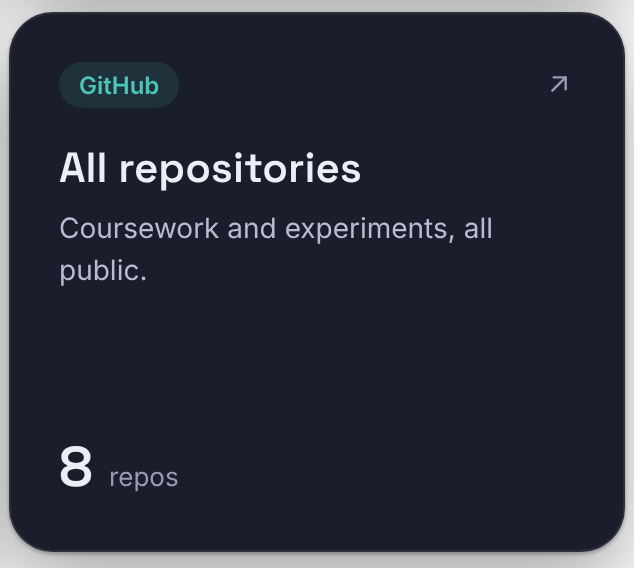 GitHub
All repositories
Coursework and experiments, all
public.
8 repos